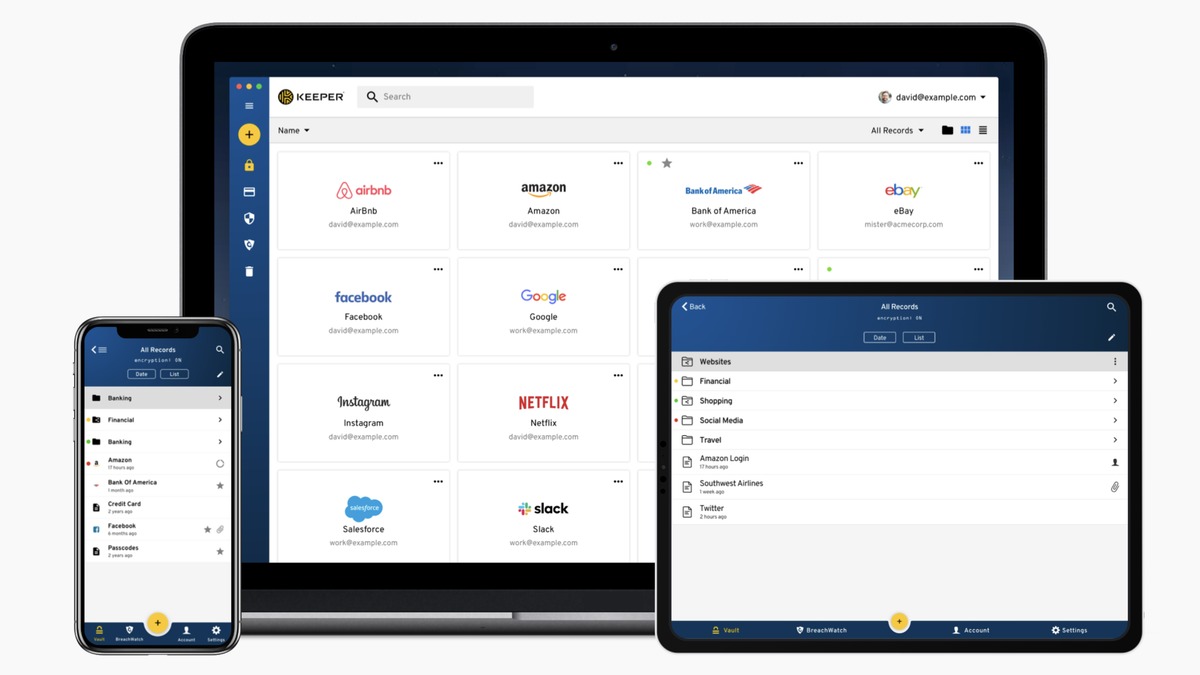 KEEPER
Search
david@example.com
Name
All Records
airbnb
AirBnb
david@example.com
amazon
Amazon
david@example.com
Bank of America
Bank of America
work@example.com
ebay
eBay
mister@acmecorp.com
facebook
Facebook
david@example.com
Google
Google
work@example.com
Instagram
Instagram
david@example.com
NETFLIX
Netflix
david@example.com
salesforce
Salesforce
work@example.com
slack
Slack
work@example.com
All Records
encryption: ON
Date List
Banking
Financial
Banking
Amazon
17 hours ago
Bank Of America
1 month ago
Credit Card
2 years ago
Facebook
6 months ago
Passcodes
2 years ago
Vault BreachWatch Account Settings
Back
All Records
encryption: ON
Date List
Websites
Financial
Shopping
Social Media
Travel
Amazon Login
17 hours ago
Southwest Airlines
1 week ago
Twitter
2 hours ago
Vault BreachWatch Account Settings